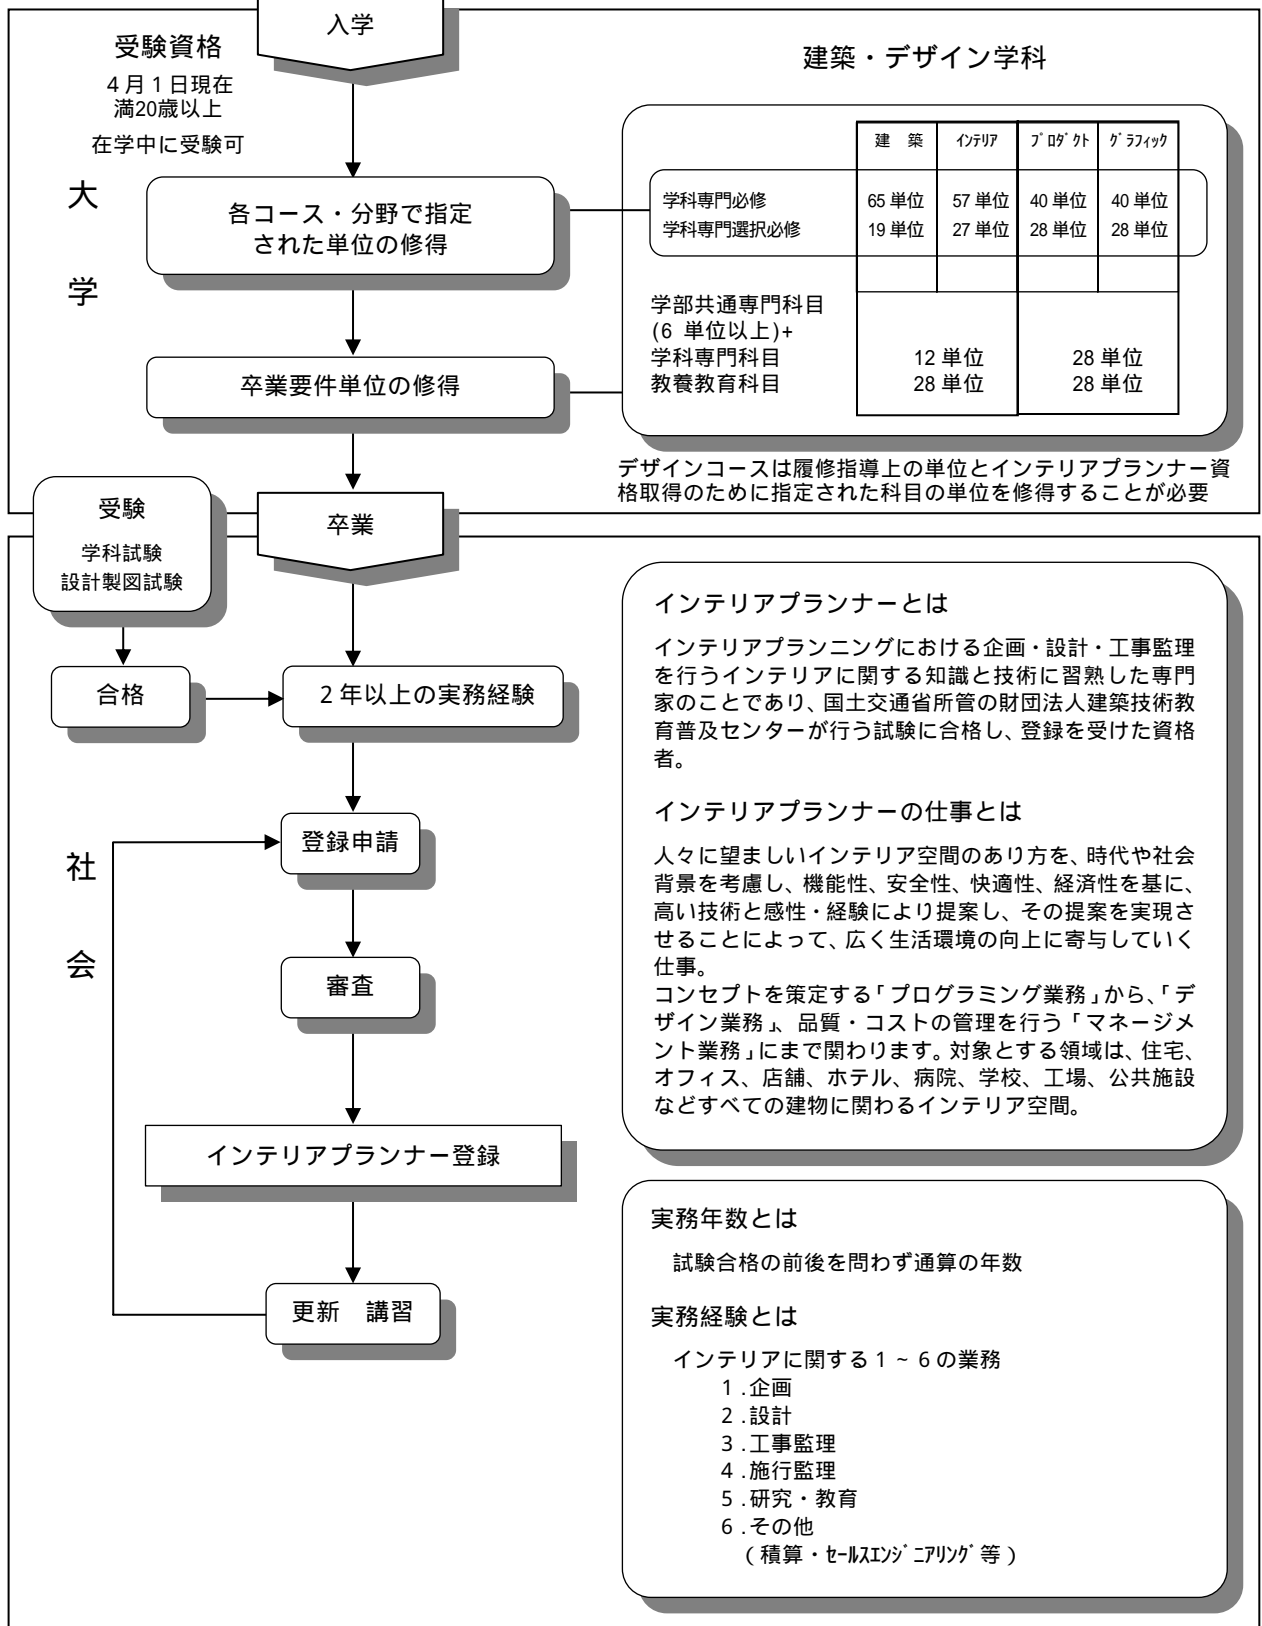 入学
受験資格
4月1日現在
満20歳以上
在学中に受験可
大
学
建築・デザイン学科
各コース・分野で指定
された単位の修得
建　築 ｲﾝﾃﾘｱ ﾌﾟﾛﾀﾞｸﾄ ｸﾞﾗﾌｨｯｸ
学科専門必修 65単位 57単位 40単位 40単位
学科専門選択必修 19単位 27単位 28単位 28単位
学部共通専門科目
(6 単位以上)+
学科専門科目 12単位 28単位
教養教育科目 28単位 28単位
卒業要件単位の修得
デザインコースは履修指導上の単位とインテリアプランナー資
格取得のために指定された科目の単位を修得することが必要
受験
学科試験
設計製図試験
卒業
合格
2年以上の実務経験
登録申請
社
会
審査
インテリアプランナー登録
更新　講習
インテリアプランナーとは
インテリアプランニングにおける企画・設計・工事監理
を行うインテリアに関する知識と技術に習熟した専門
家のことであり、国土交通省所管の財団法人建築技術教
育普及センターが行う試験に合格し、登録を受けた資格
者。
インテリアプランナーの仕事とは
人々に望ましいインテリア空間のあり方を、時代や社会
背景を考慮し、機能性、安全性、快適性、経済性を基に、
高い技術と感性・経験により提案し、その提案を実現さ
せることによって、広く生活環境の向上に寄与していく
仕事。
コンセプトを策定する「プログラミング業務」から、「デ
ザイン業務」、品質・コストの管理を行う「マネージメ
ント業務」にまで関わります。対象とする領域は、住宅、
オフィス、店舗、ホテル、病院、学校、工場、公共施設
などすべての建物に関わるインテリア空間。
実務年数とは
試験合格の前後を問わず通算の年数
実務経験とは
インテリアに関する1～6の業務
1.企画
2.設計
3.工事監理
4.施行監理
5.研究・教育
6.その他
(積算・ｾｰﾙｽｴﾝｼﾞﾆｱﾘﾝｸﾞ等)